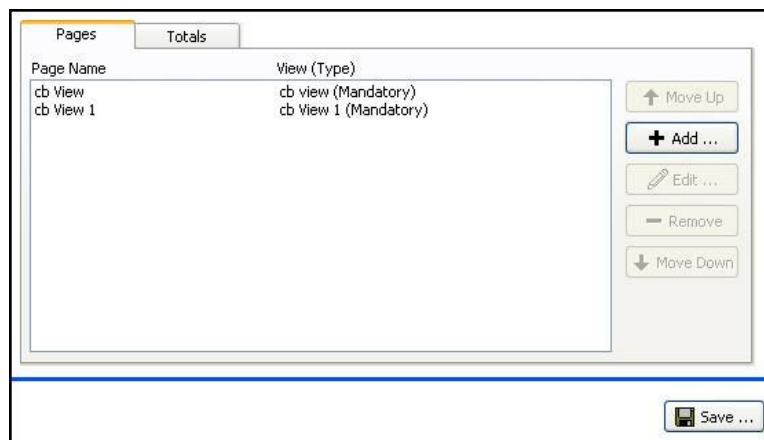 Pages Totals
Page Name View (Type)
cb View cb view (Mandatory)
cb View 1 cb View 1 (Mandatory)
Move Up
Add ...
Edit ...
Remove
Move Down
Save ...